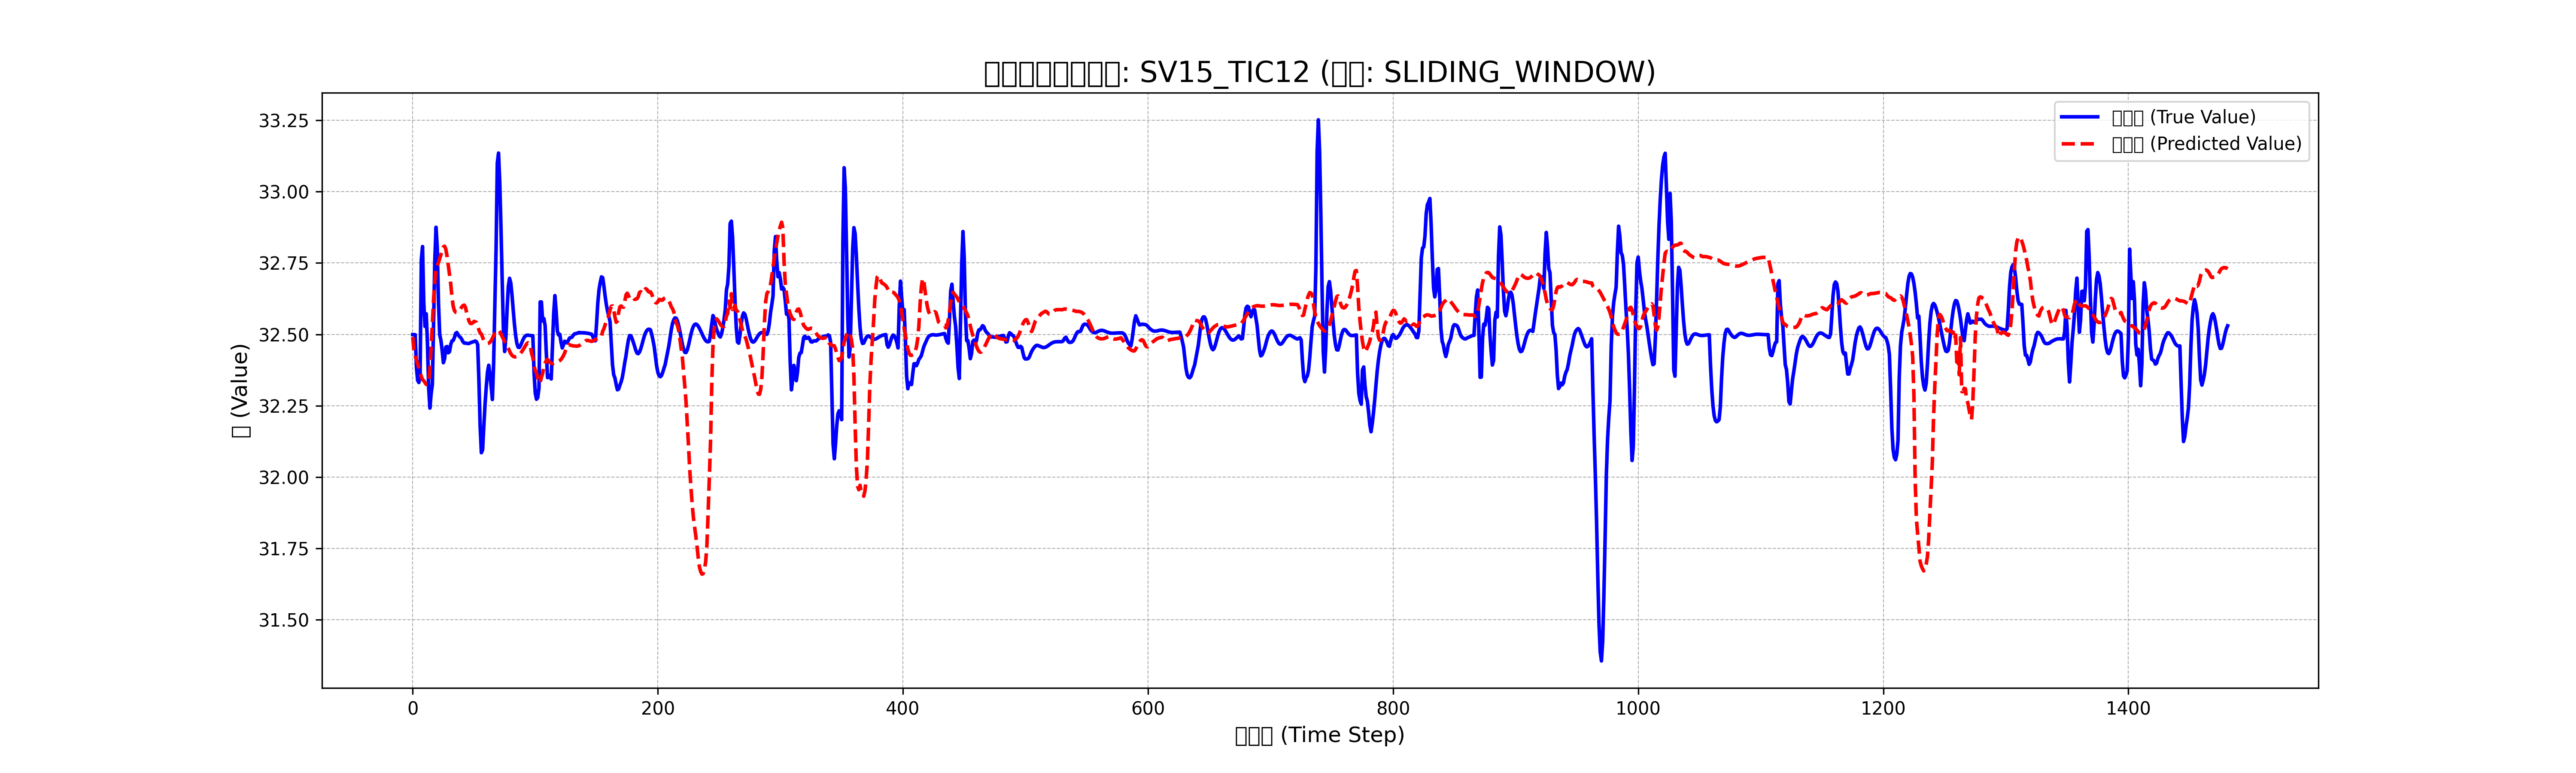 : SV15_TIC12 (: SLIDING_WINDOW)
(True Value)
(Predicted Value)
33.25
33.00
32.75
32.50
32.25
32.00
31.75
31.50
(Value)
0 200 400 600 800 1000 1200 1400
(Time Step)